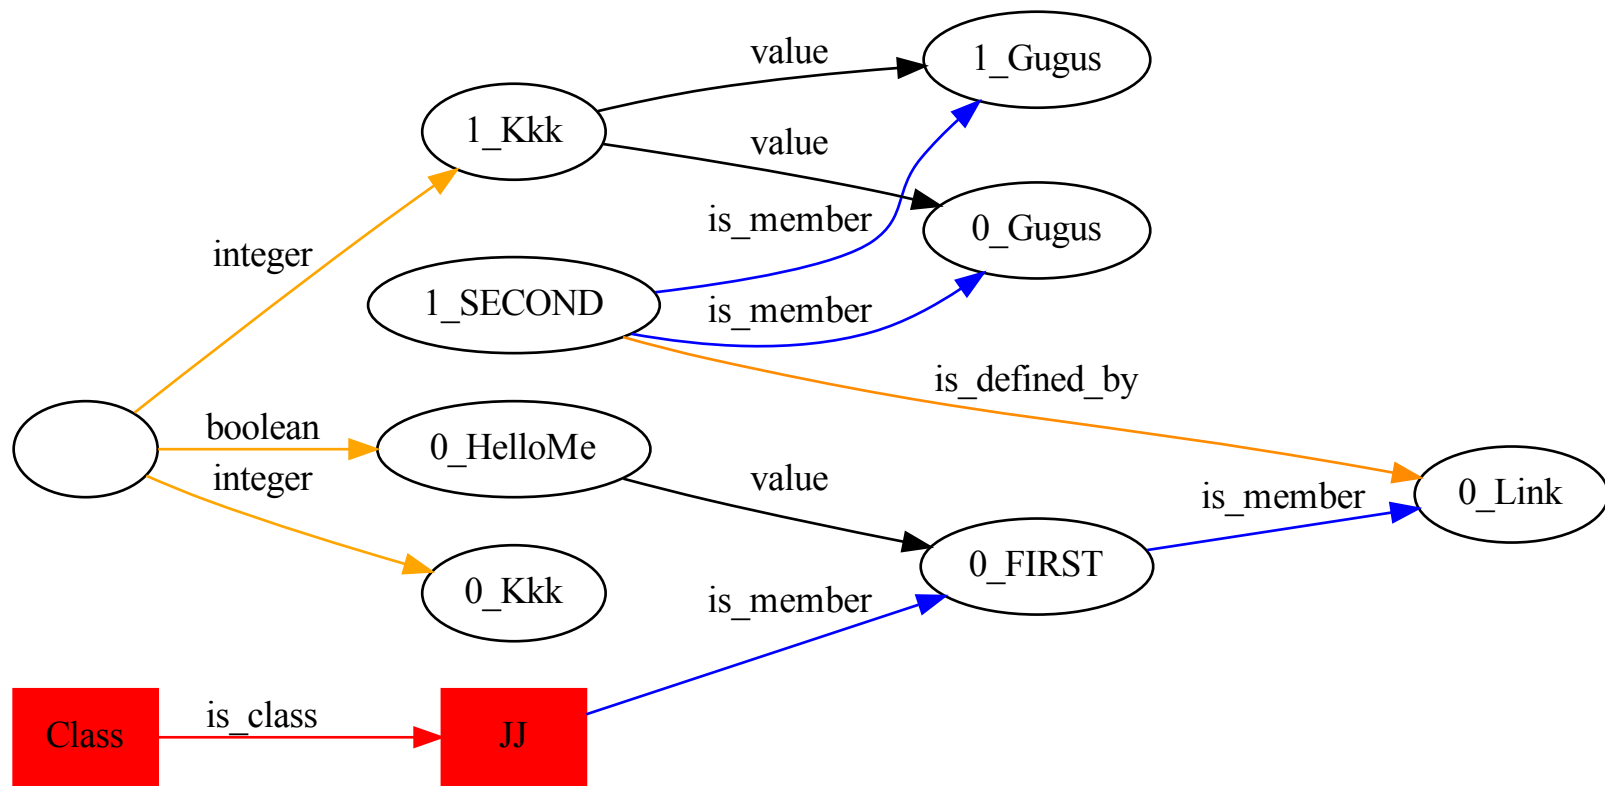 value
1_Gugus
1_Kkk
value
is_member
0_Gugus
integer
1_SECOND
is_member
is_defined_by
boolean
0_HelloMe
integer
value
0_Link
is_member
0_Kkk
is_member
0_FIRST
Class
is_class
JJ